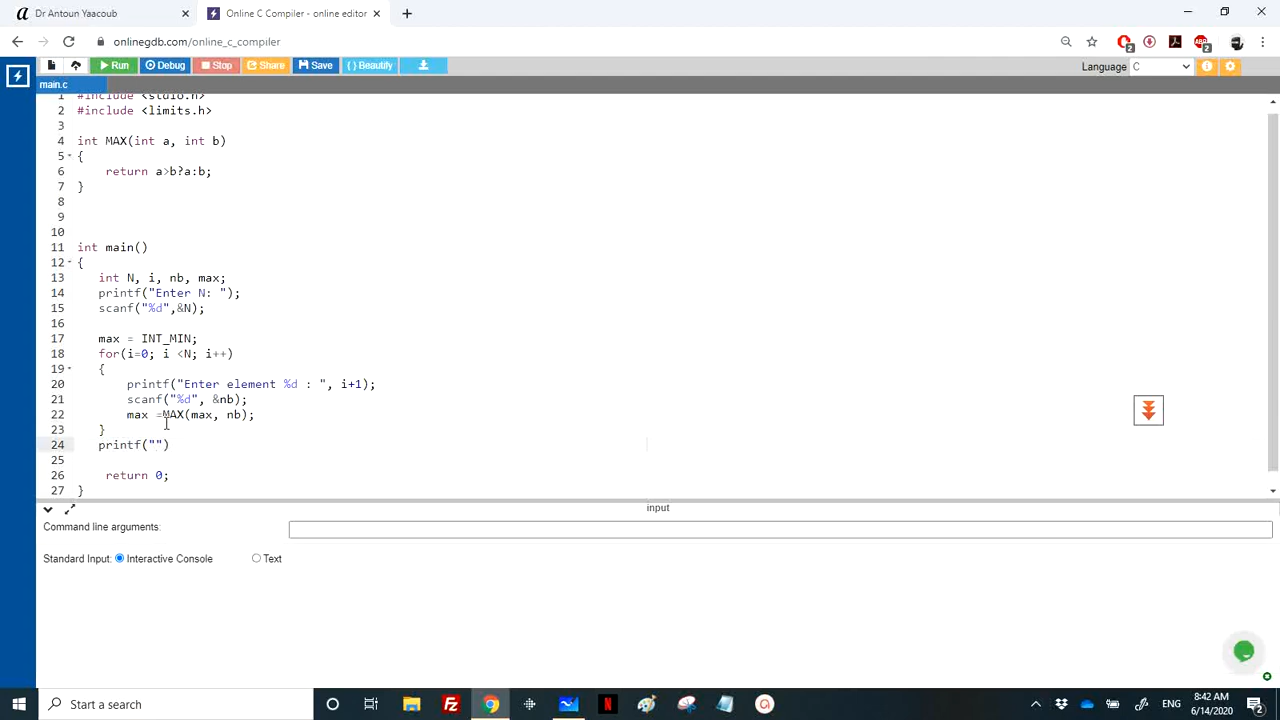 Dr Antoun Yaacoub
Online C Compiler - online editor
onlinegdb.com/online_c_compiler
Run
Debug
Stop
Share
Save
{ } Beautify
Language C
main.c
1 #include <stdio.h>
2 #include <limits.h>
3
4 int MAX(int a, int b)
5 {
6 return a>b?a:b;
7 }
8
9
10
11 int main()
12 {
13 int N, i, nb, max;
14 printf("Enter N: ");
15 scanf("%d",&N);
16
17 max = INT_MIN;
18 for(i=0; i <N; i++)
19 {
20 printf("Enter element %d : ", i+1);
21 scanf("%d", &nb);
22 max =MAX(max, nb);
23 }
24 printf("")
25
26 return 0;
27 }
input
Command line arguments:
Standard Input: Interactive Console Text
Start a search
ENG
8:42 AM
6/14/2020
2